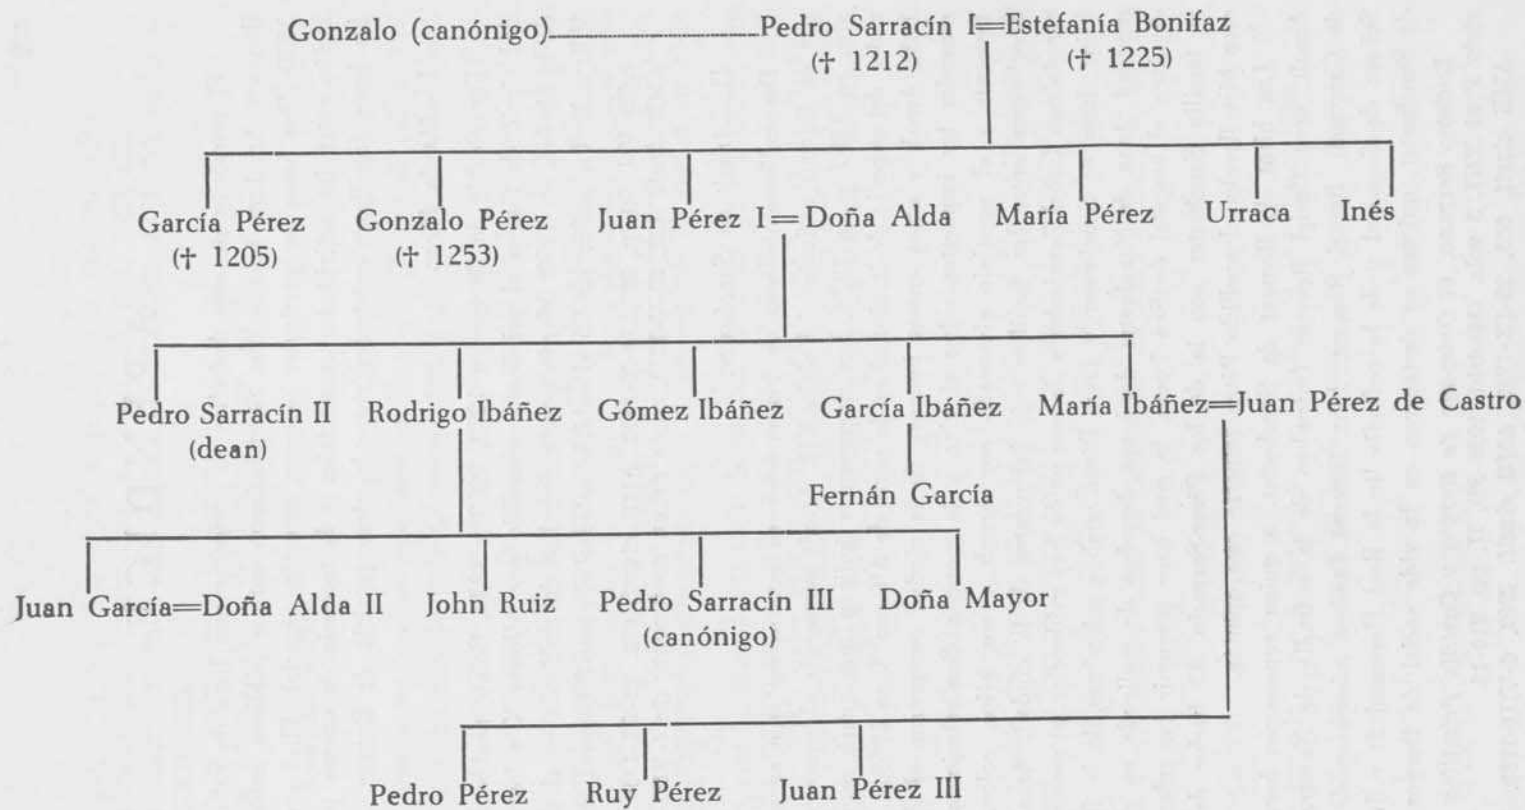 Gonzalo (canónigo) Pedro Sarracín I=Estefanía Bonifaz
(† 1212) († 1225)
García Pérez Gonzalo Pérez Juan Pérez I=Doña Alda María Pérez Urraca Inés
(† 1205) († 1253)
Pedro Sarracín II Rodrigo Ibáñez Gómez Ibáñez García Ibáñez María Ibáñez=Juan Pérez de Castro
(dean)
Fernán García
Juan García=Doña Alda II John Ruiz Pedro Sarracín III Doña Mayor
(canónigo)
Pedro Pérez Ruy Pérez Juan Pérez III